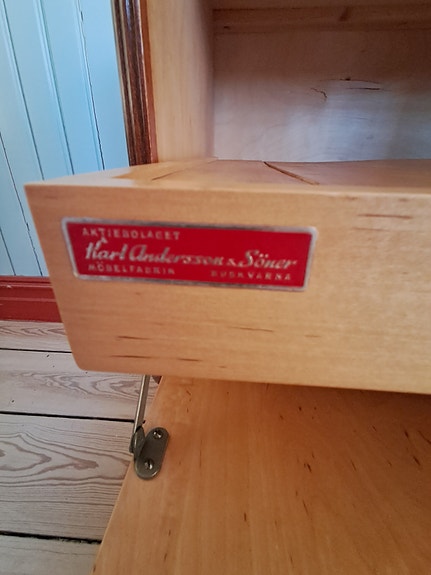 AKTIEBOLAGET
Karl Andersson & Söner
MÖBELFABRIK HUSKVARNA